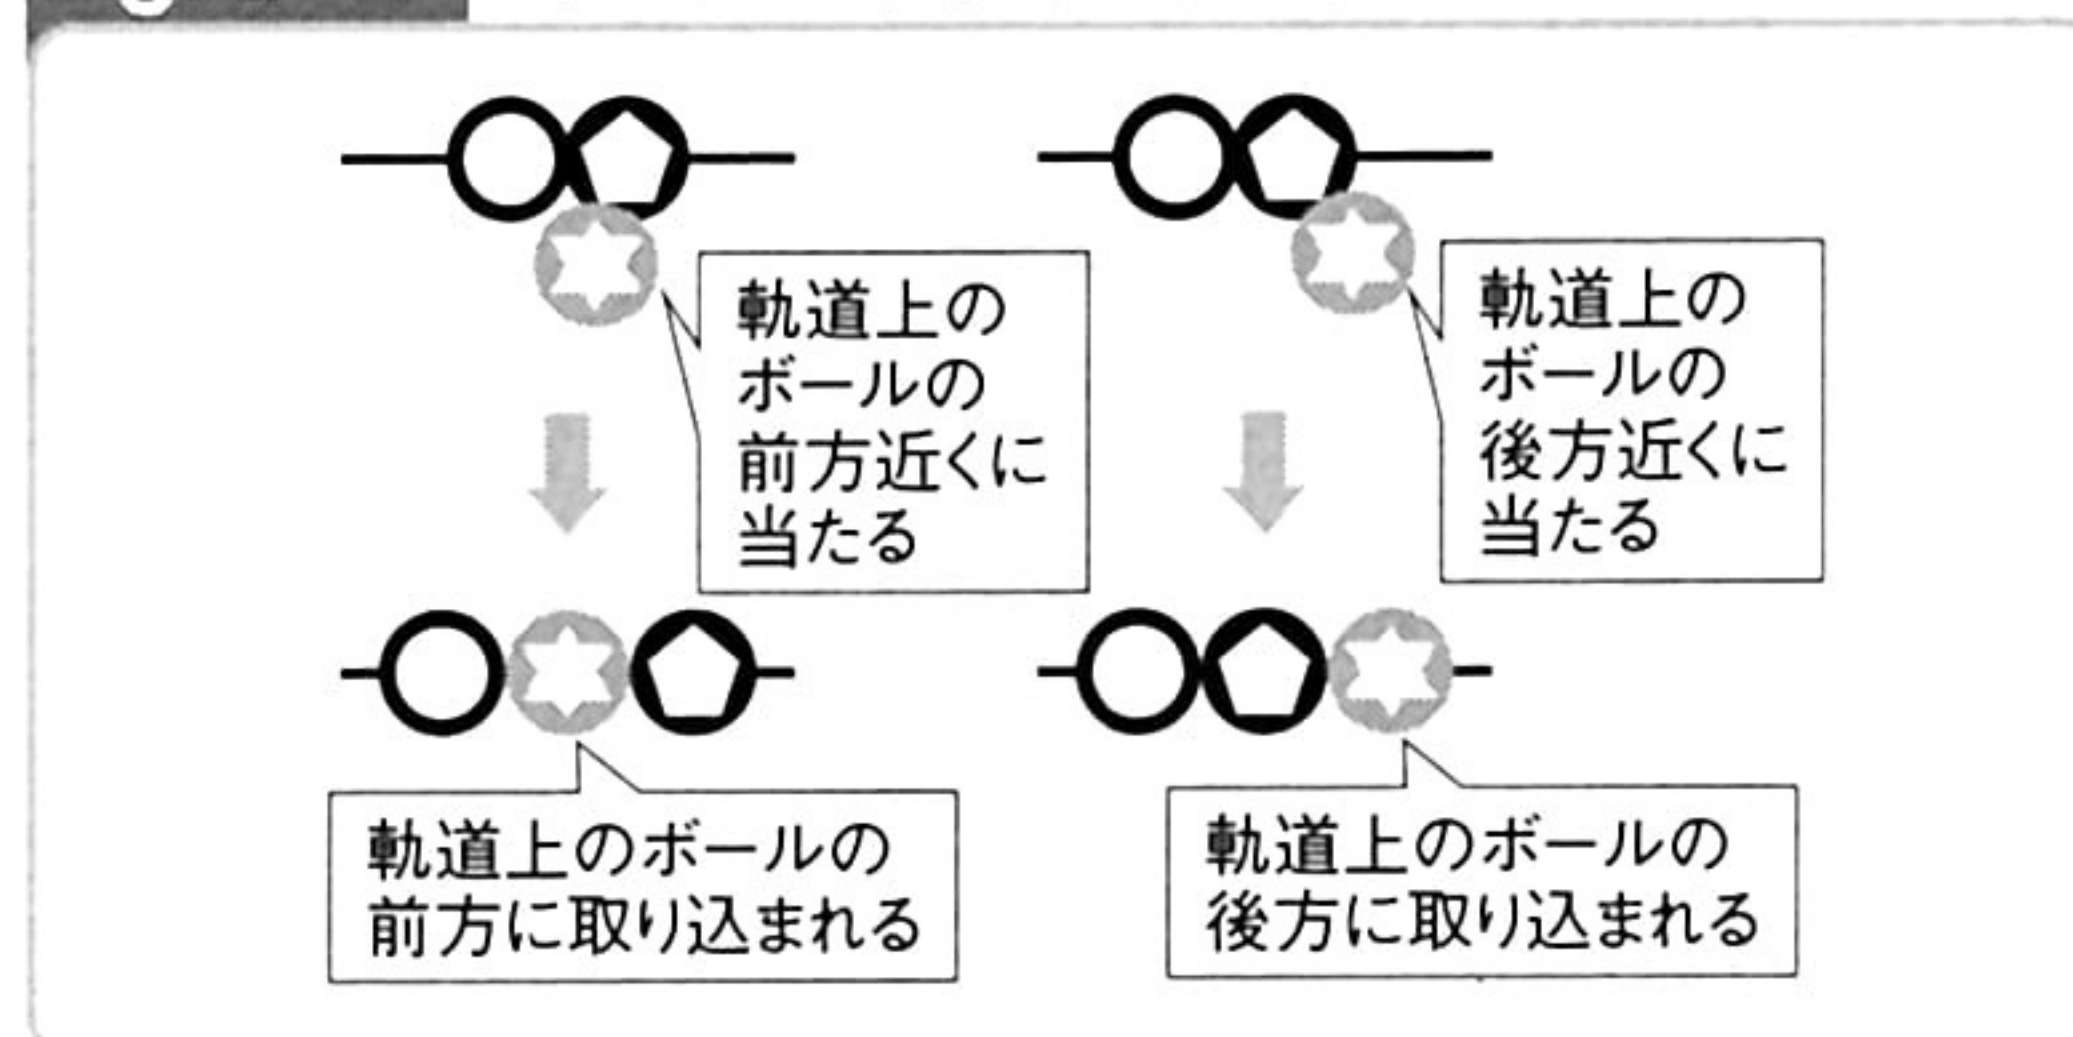 軌道上の
ボールの
前方近くに
当たる
軌道上の
ボールの
後方近くに
当たる
軌道上のボールの
前方に取り込まれる
軌道上のボールの
後方に取り込まれる